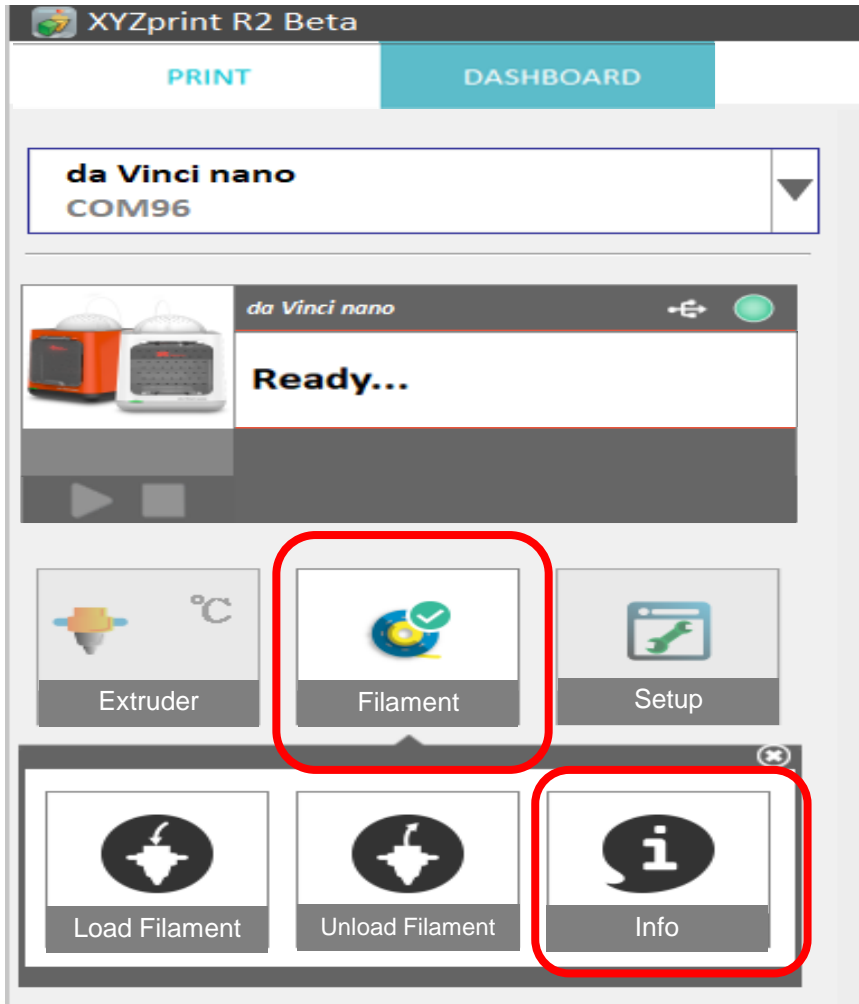 XYZprint R2 Beta
PRINT DASHBOARD
da Vinci nano
COM96
da Vinci nano
Ready...
°C
Extruder Filament Setup
i
Load Filament Unload Filament Info